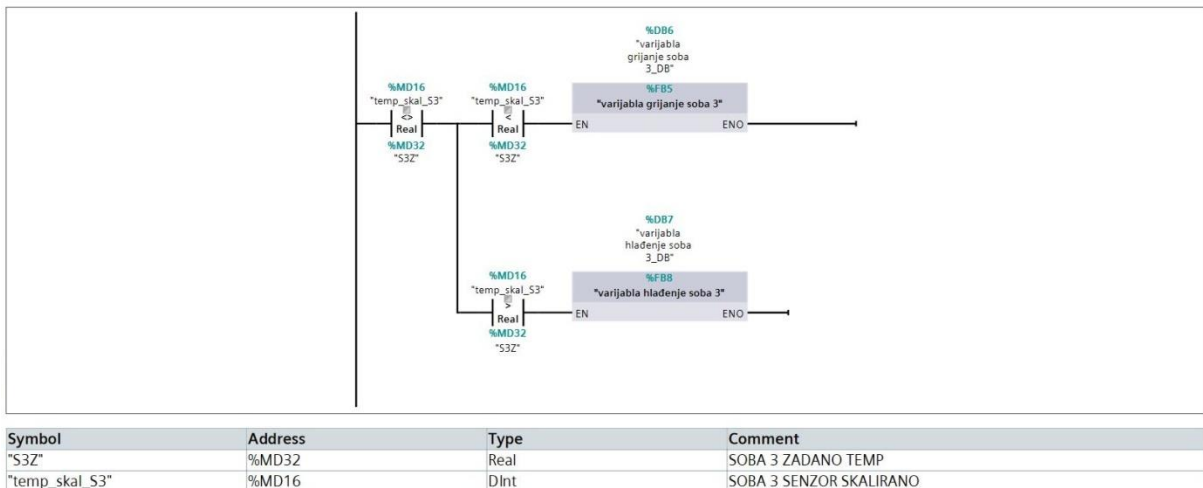 %DB6
"varijabla
grijanje soba
3_DB"
%MD16
"temp_skal_S3"
<>
Real
%MD32
"S3Z"
%MD16
"temp_skal_S3"
<
Real
%MD32
"S3Z"
%FB5
"varijabla grijanje soba 3"
EN ENO
%DB7
"varijabla
hlađenje soba
3_DB"
%MD16
"temp_skal_S3"
>
Real
%MD32
"S3Z"
%FB8
"varijabla hlađenje soba 3"
EN ENO
Symbol Address Type Comment
"S3Z" %MD32 Real SOBA 3 ZADANO TEMP
"temp_skal_S3" %MD16 DInt SOBA 3 SENZOR SKALIRANO